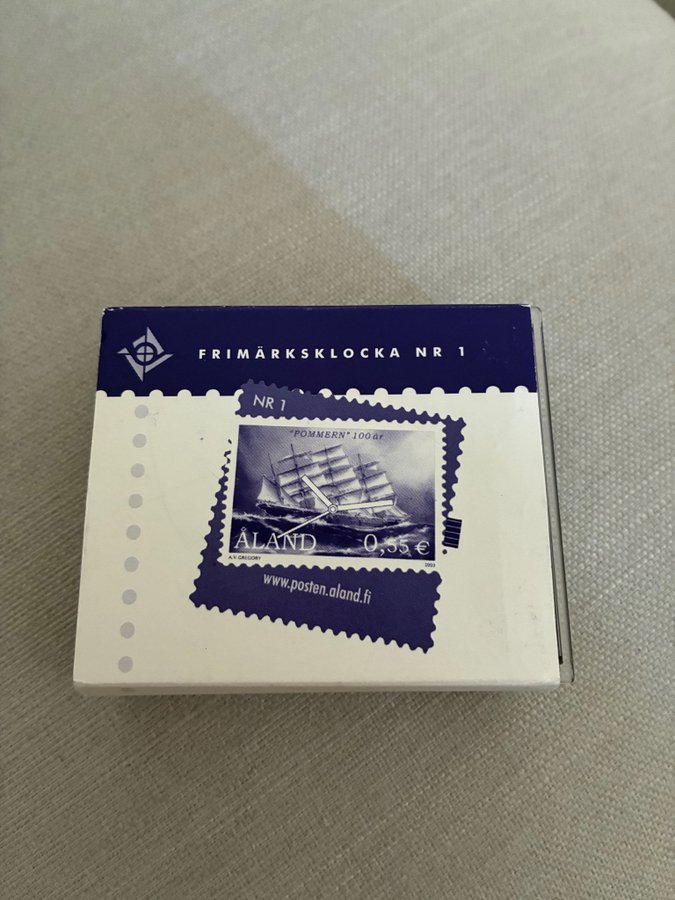 FRIMÄRKSKLOCKA NR 1
NR 1
"POMMERN" 100 år
ÅLAND 0,55 €
A.V. GREGORY 2003
www.posten.aland.fi